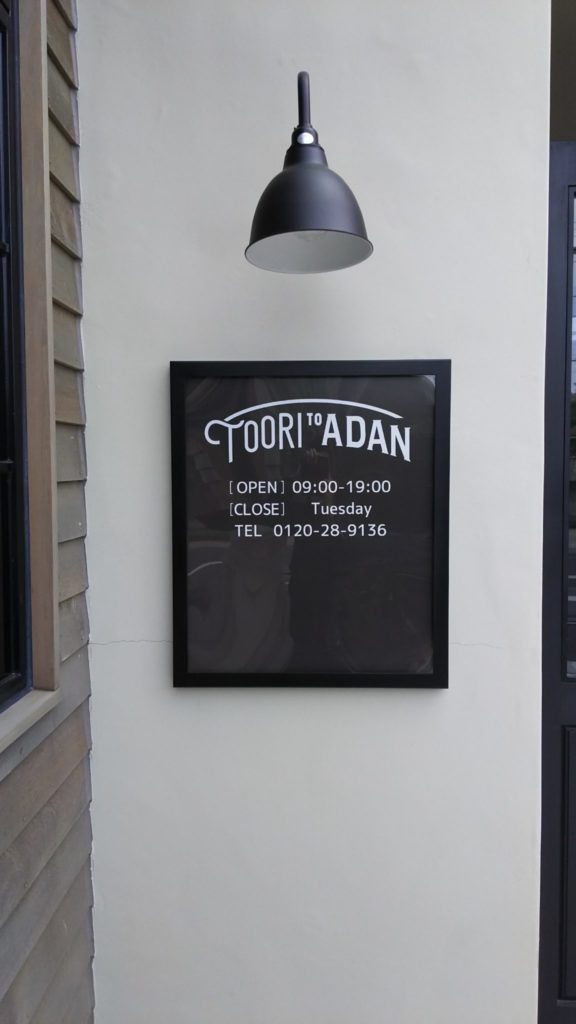 TOORI TO ADAN
[OPEN] 09:00-19:00
[CLOSE] Tuesday
TEL 0120-28-9136